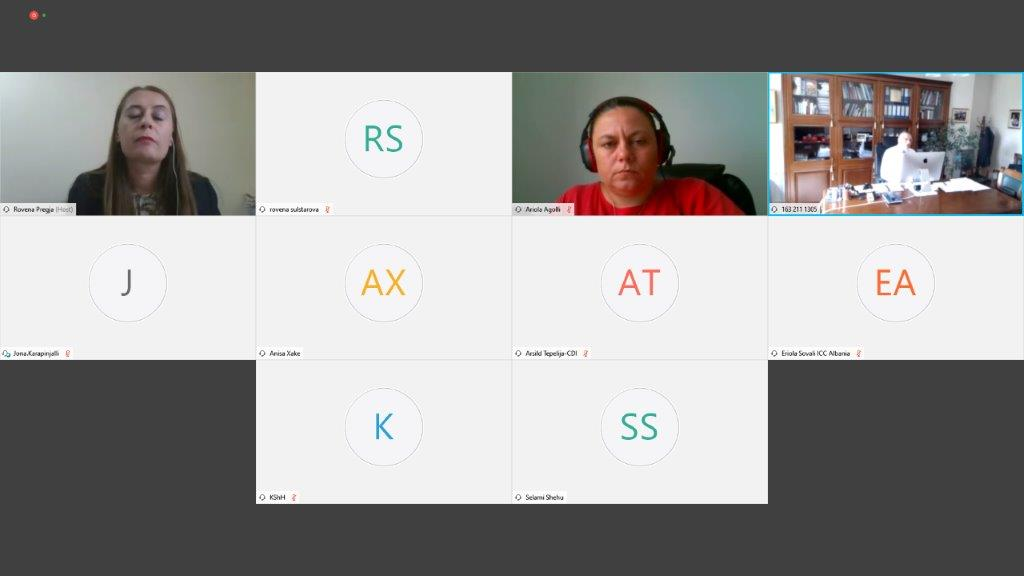 Rovena Pregja (Host)
RS
rovena sulstarova
Ariola Agolli
163 211 1305
J
Jona.Karapinjalli
AX
Anisa Xake
AT
Arsild Tepelija-CDI
EA
Eriola Sovali ICC Albania
K
KShH
SS
Selami Shehu